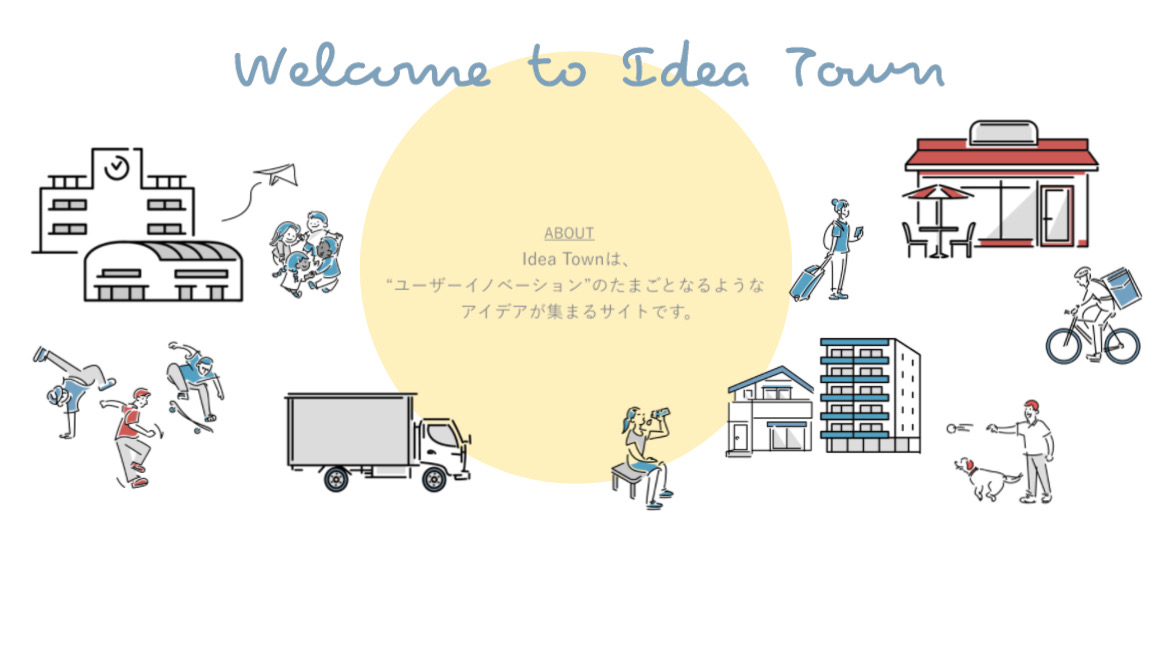 Welcome to Idea Town
ABOUT
Idea Townは、
“ユーザーイノベーション”のたまごとなるような
アイデアが集まるサイトです。